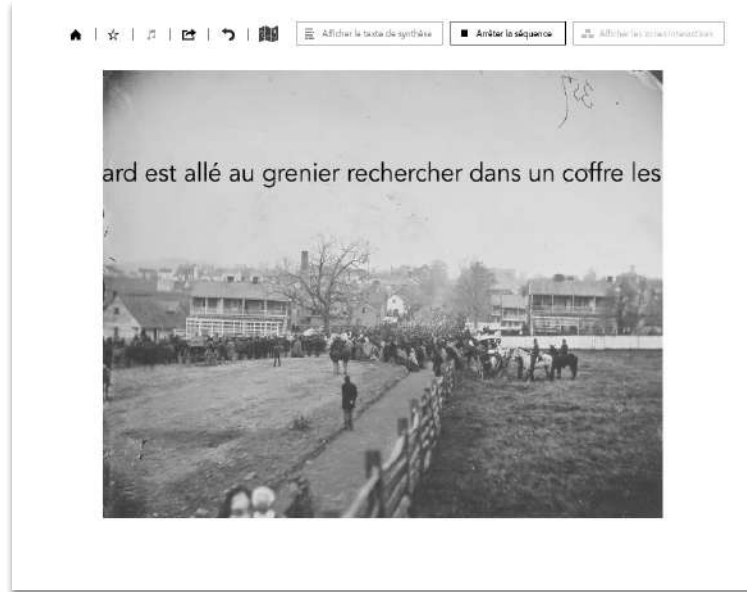 Afficher le texte de synthèse
Arrêter la séquence
Afficher les zones interactives
ard est allé au grenier rechercher dans un coffre les